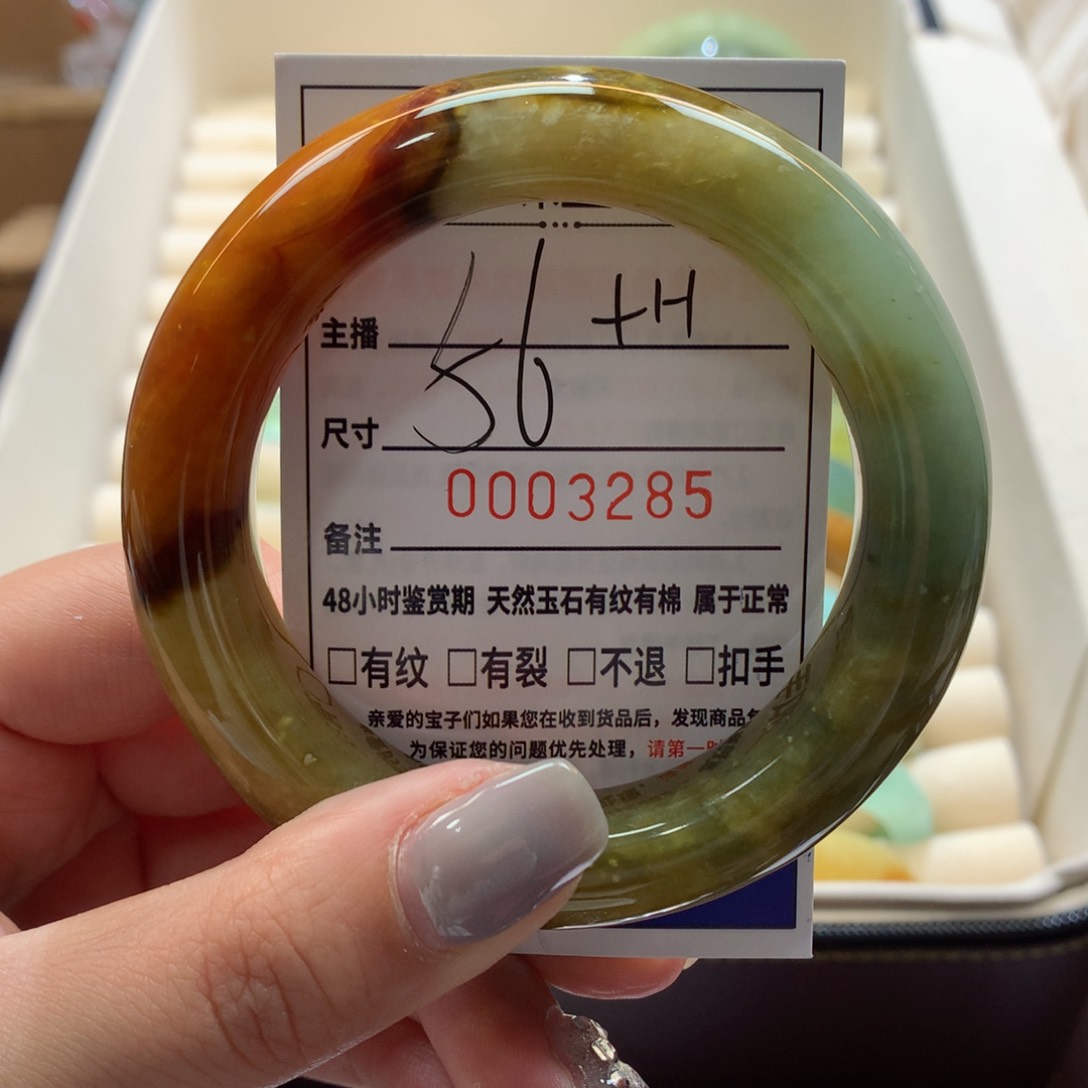 主播
+H
尺寸
56
0003285
备注
48小时鉴赏期 天然玉石有纹有棉 属于正常
□有纹 □有裂 □不退 □扣手
亲爱的宝子们如果您在收到货品后，发现商品
为保证您的问题优先处理，请第一时